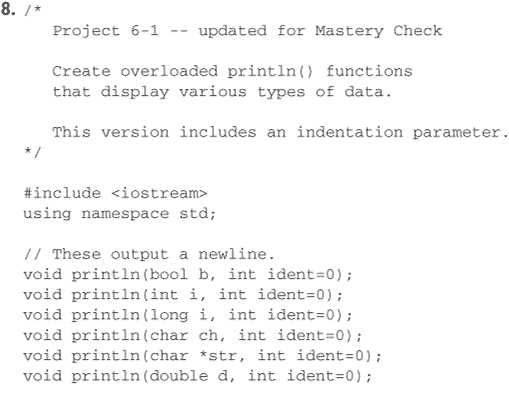 8. /*
   Project 6-1 -- updated for Mastery Check

   Create overloaded println() functions
   that display various types of data.

   This version includes an indentation parameter.
*/

#include <iostream>
using namespace std;

// These output a newline.
void println(bool b, int ident=0);
void println(int i, int ident=0);
void println(long i, int ident=0);
void println(char ch, int ident=0);
void println(char *str, int ident=0);
void println(double d, int ident=0);